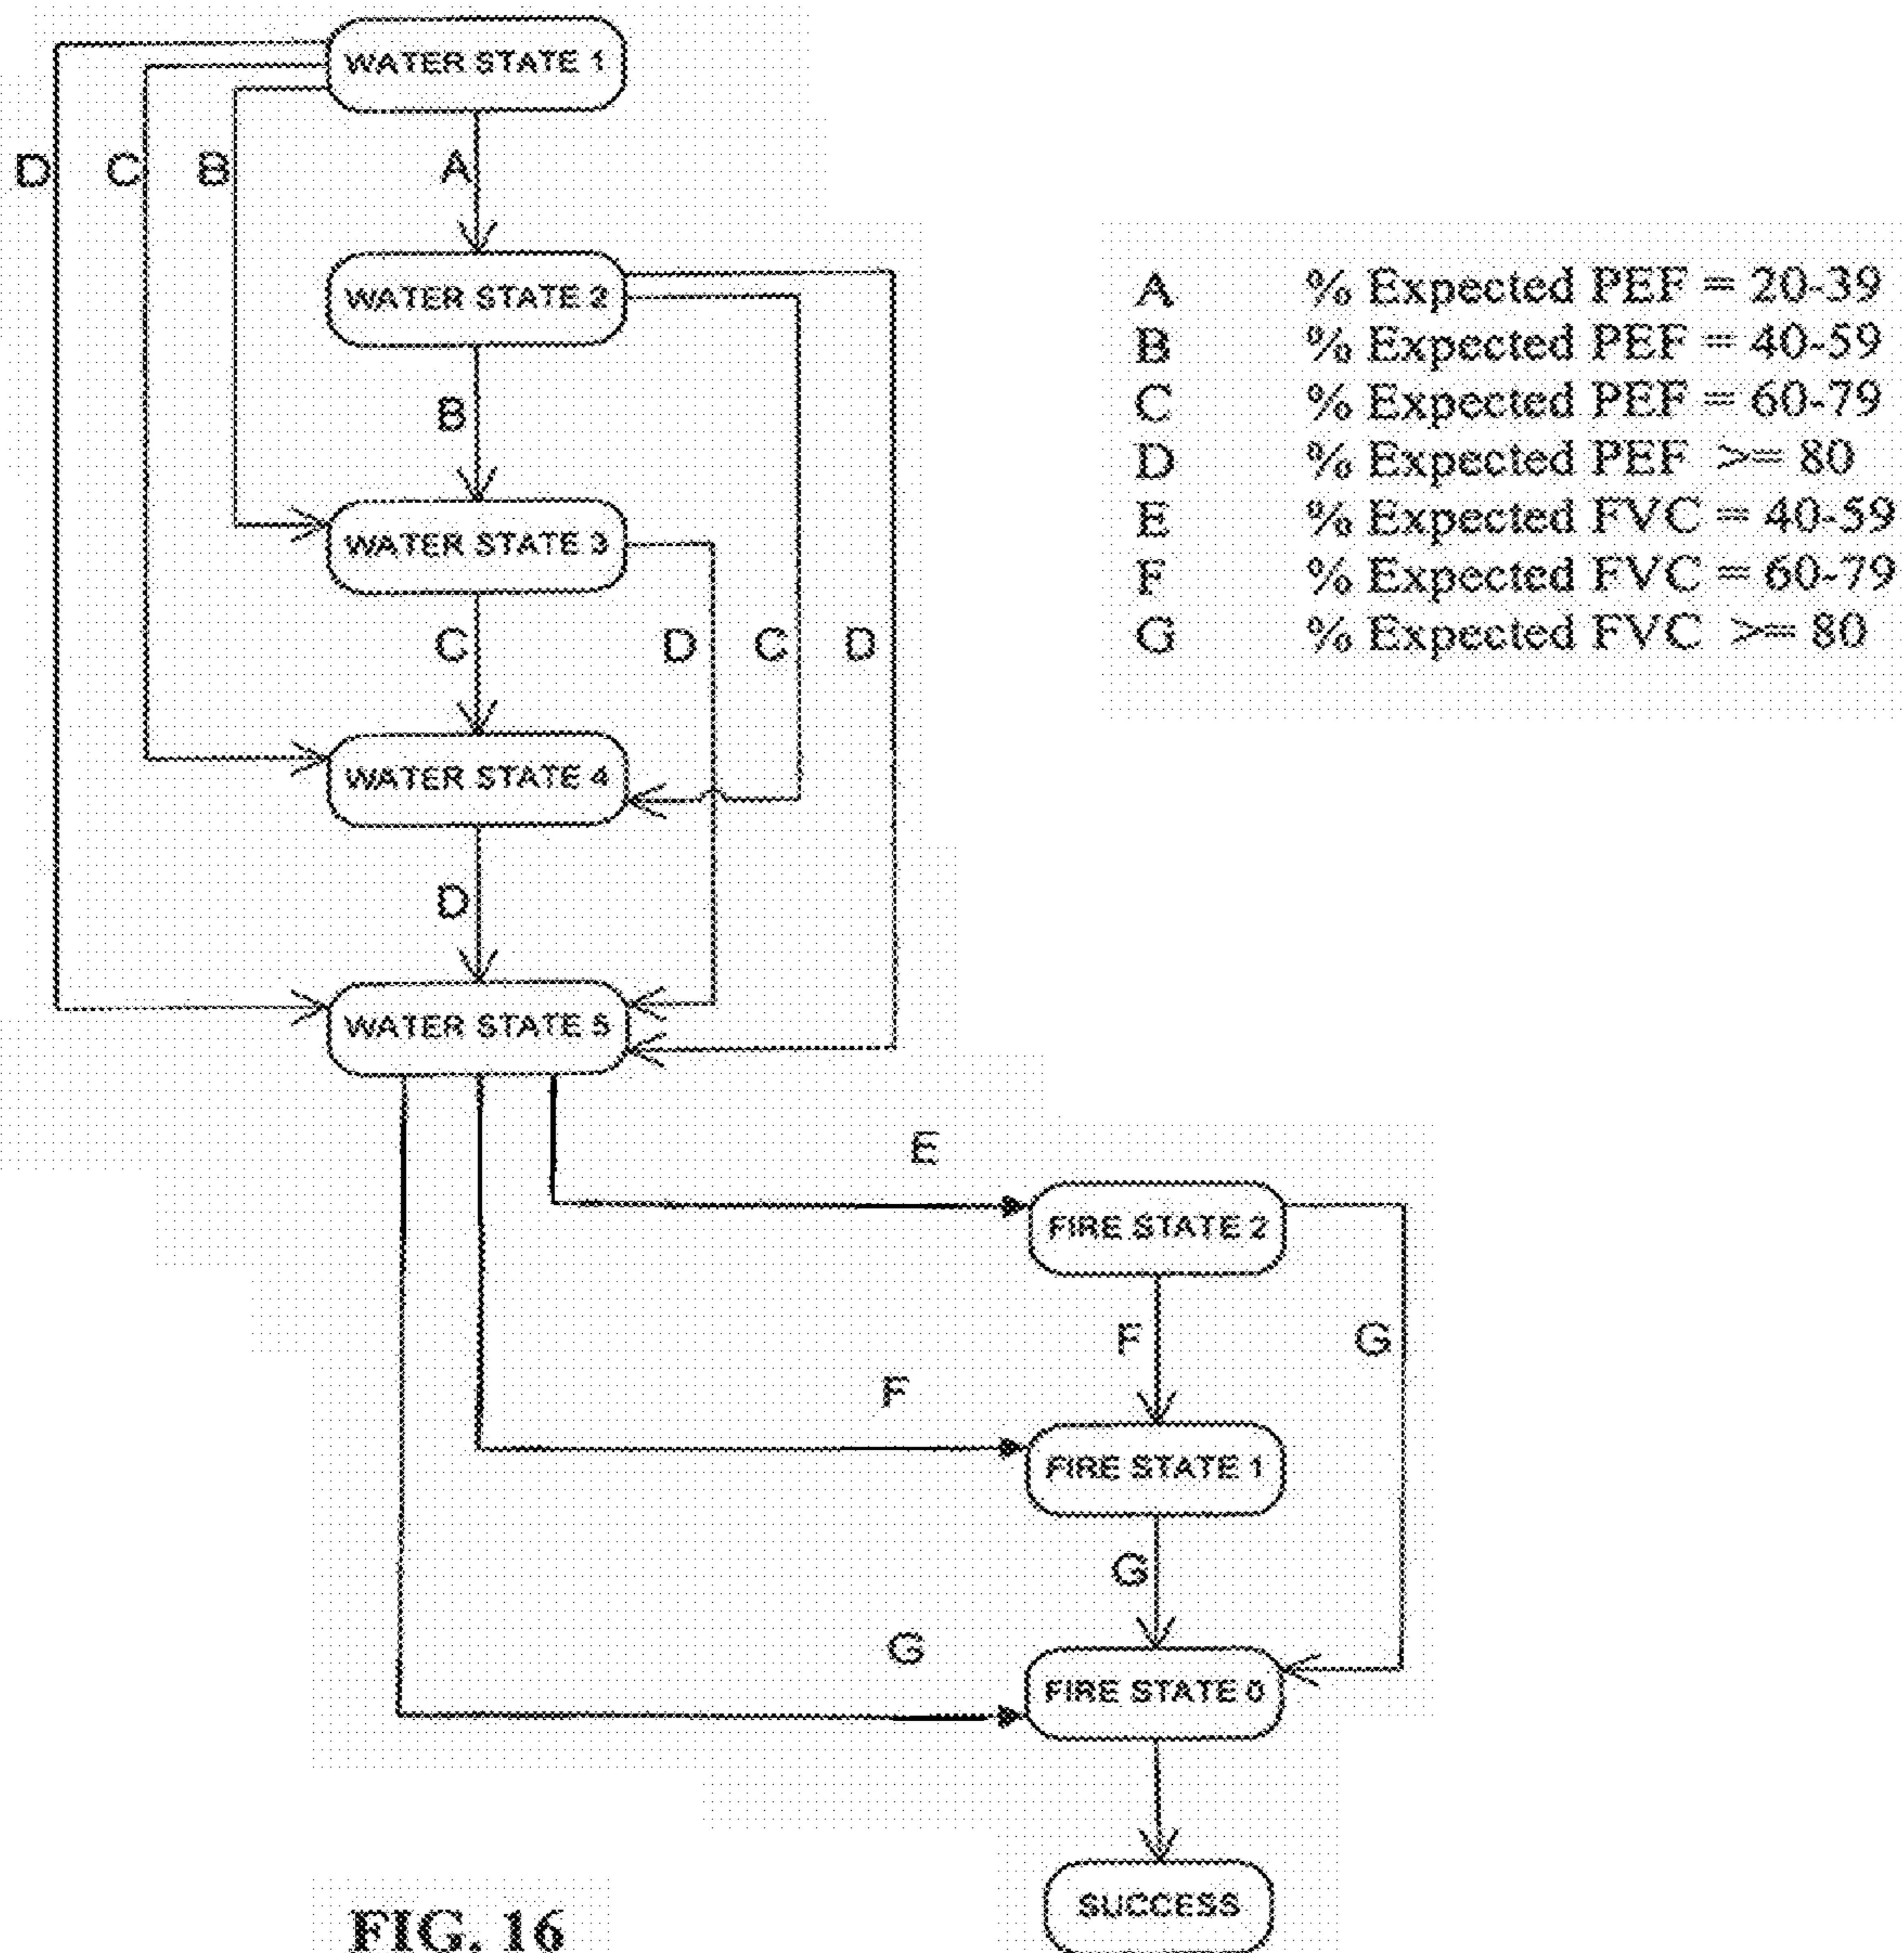 WATER STATE 1
D C B A
WATER STATE 2
B
WATER STATE 3
C D C D
WATER STATE 4
D
WATER STATE 5
A % Expected PEF = 20-39
B % Expected PEF = 40-59
C % Expected PEF = 60-79
D % Expected PEF >= 80
E % Expected FVC = 40-59
F % Expected FVC = 60-79
G % Expected FVC >= 80
E
FIRE STATE 2
F G
F
FIRE STATE 1
G
G
FIRE STATE 0
SUCCESS
FIG. 16